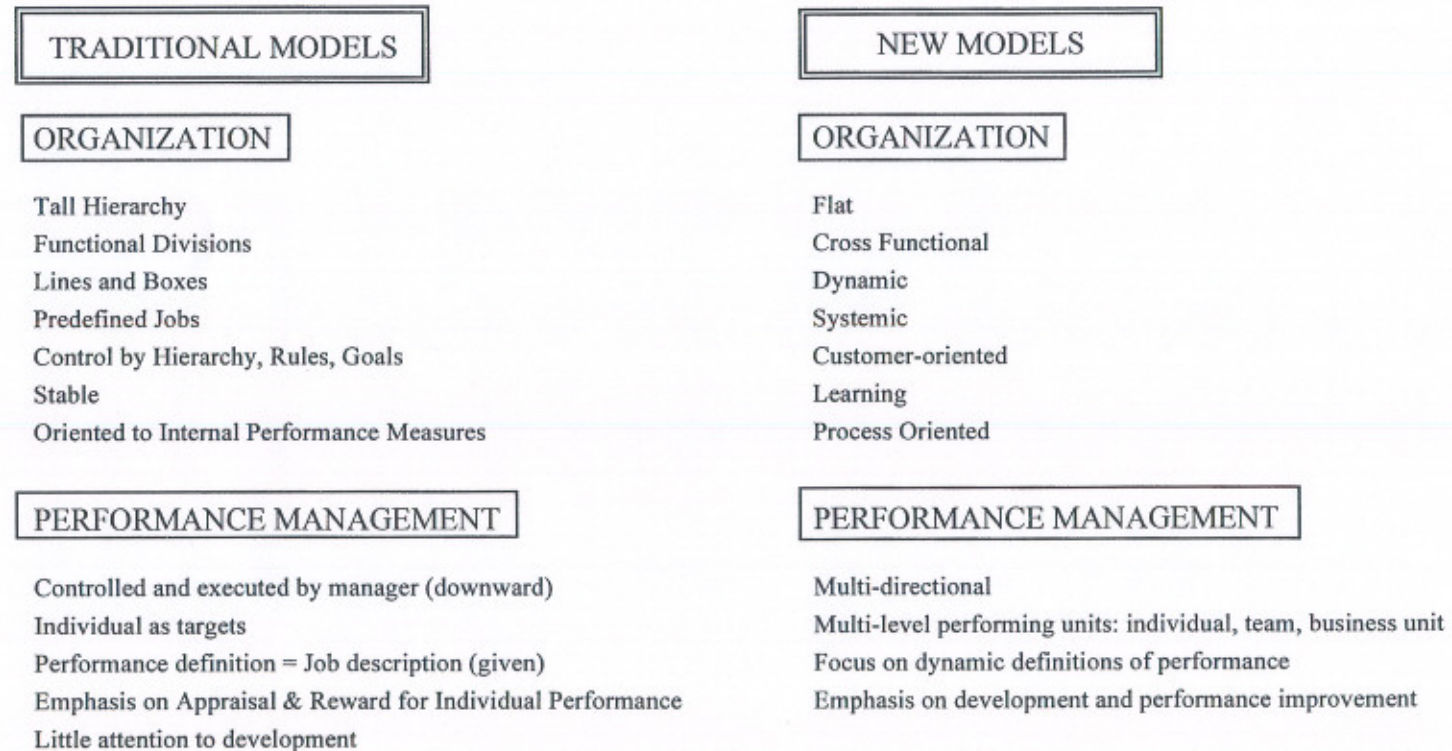 TRADITIONAL MODELS
ORGANIZATION
Tall Hierarchy
Functional Divisions
Lines and Boxes
Predefined Jobs
Control by Hierarchy, Rules, Goals
Stable
Oriented to Internal Performance Measures
PERFORMANCE MANAGEMENT
Controlled and executed by manager (downward)
Individual as targets
Performance definition = Job description (given)
Emphasis on Appraisal & Reward for Individual Performance
Little attention to development
NEW MODELS
ORGANIZATION
Flat
Cross Functional
Dynamic
Systemic
Customer-oriented
Learning
Process Oriented
PERFORMANCE MANAGEMENT
Multi-directional
Multi-level performing units: individual, team, business unit
Focus on dynamic definitions of performance
Emphasis on development and performance improvement